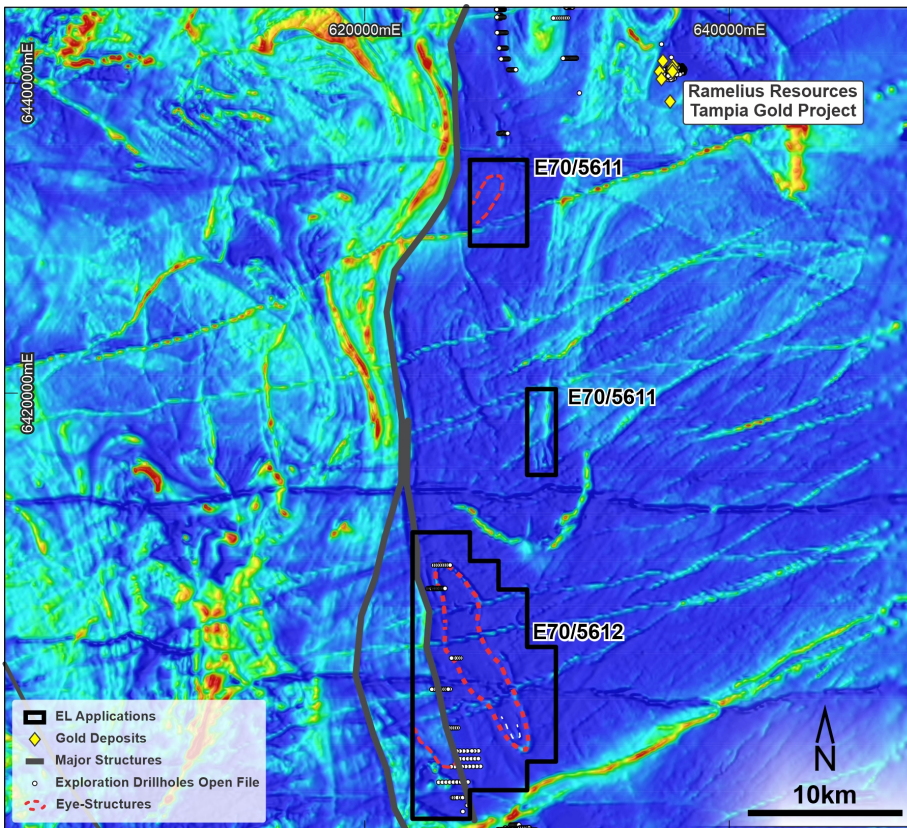 620000mE
640000mE
6440000mE
Ramelius Resources
Tampia Gold Project
E70/5611
6420000mE
E70/5611
E70/5612
EL Applications
Gold Deposits
Major Structures
Exploration Drillholes Open File
Eye-Structures
N
10km